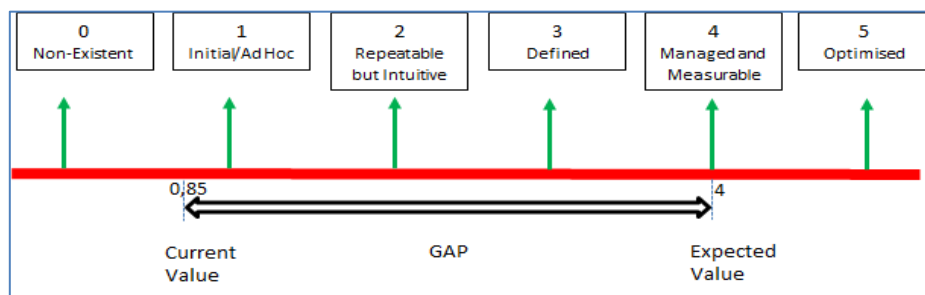 0
Non-Existent
1
Initial/Ad Hoc
2
Repeatable
but Intuitive
3
Defined
4
Managed and
Measurable
5
Optimised
0,85
4
Current
Value
GAP
Expected
Value